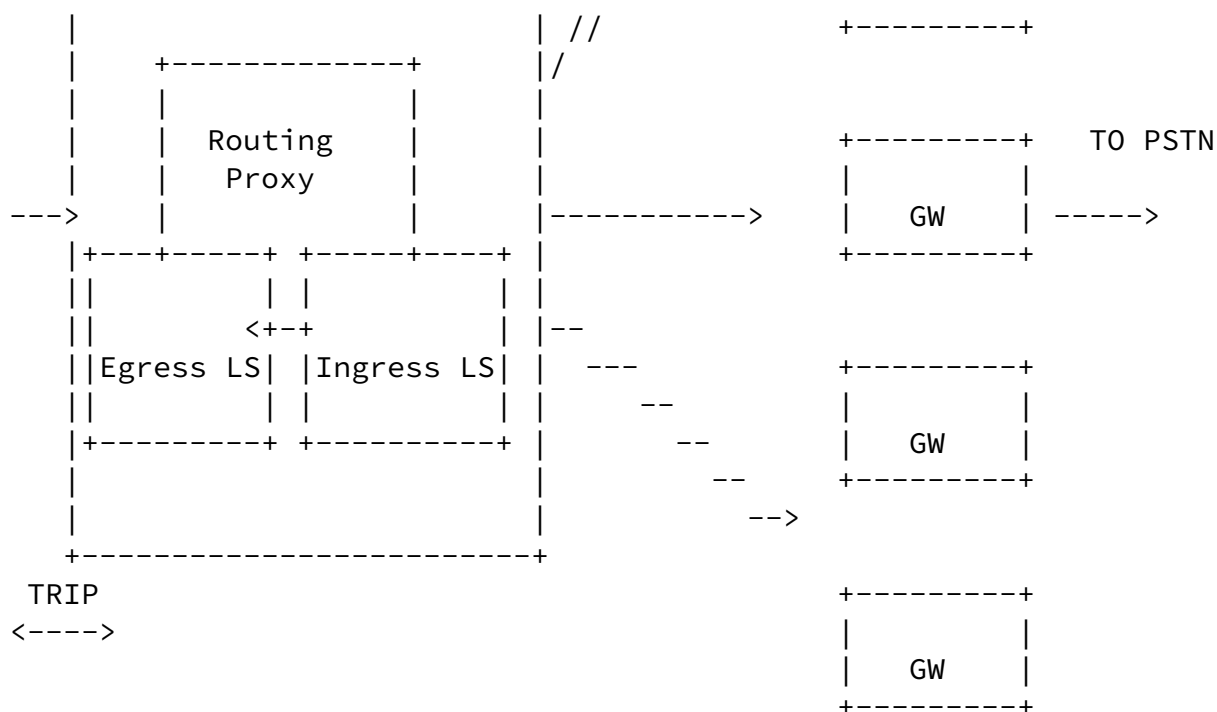 Routing
TO PSTN
Proxy
GW
Egress LS
Ingress LS
GW
TRIP
GW